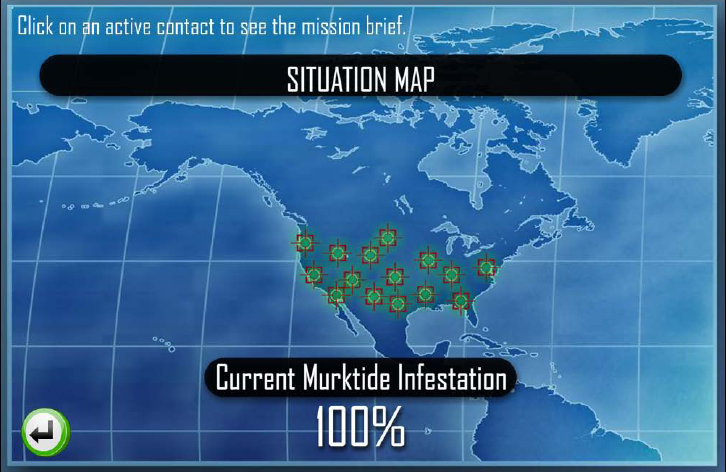 Click on an active contact to see the mission brief.
SITUATION MAP
Current Murktide Infestation
100%